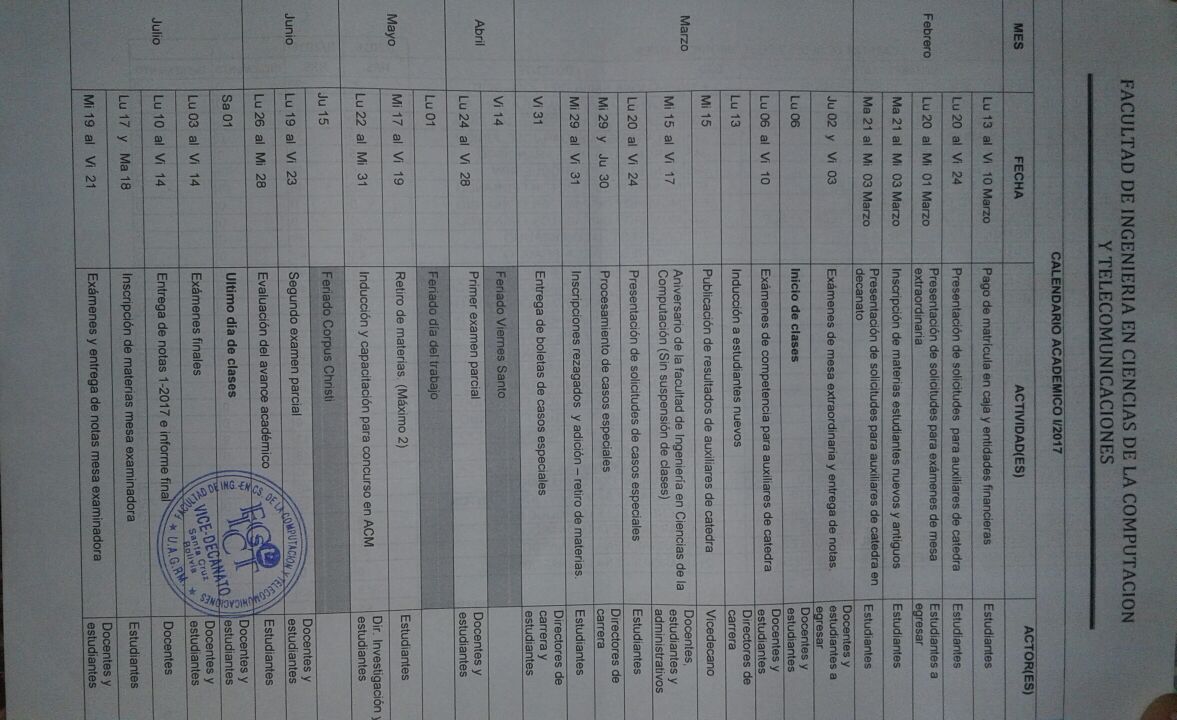 FACULTAD DE INGENIERIA EN CIENCIAS DE LA COMPUTACION
Y TELECOMUNICACIONES
CALENDARIO ACADEMICO I/2017
MES FECHA ACTIVIDAD(ES) ACTOR(ES)
Febrero
Lu 13 al Vi 10 Marzo Pago de matrícula en caja y entidades financieras Estudiantes
Lu 20 al Vi 24 Presentación de solicitudes para auxiliares de catedra Estudiantes
Lu 20 al Mi 01 Marzo Presentación de solicitudes para exámenes de mesa
extraordinaria Estudiantes a
egresar
Ma 21 al Mi 03 Marzo Inscripción de materias estudiantes nuevos y antiguos Estudiantes
Ma 21 al Mi 03 Marzo Presentación de solicitudes para auxiliares de catedra en
decanato Estudiantes
Marzo
Ju 02 y Vi 03 Exámenes de mesa extraordinaria y entrega de notas. Docentes y
estudiantes a
egresar
Lu 06 Inicio de clases Docentes y
estudiantes
Lu 06 al Vi 10 Exámenes de competencia para auxiliares de catedra Docentes y
estudiantes
Lu 13 Inducción a estudiantes nuevos Directores de
carrera
Mi 15 Publicación de resultados de auxiliares de catedra Vicedecano
Mi 15 al Vi 17 Aniversario de la facultad de Ingeniería en Ciencias de la
Computación (Sin suspensión de clases) Docentes,
estudiantes y
administrativos
Lu 20 al Vi 24 Presentación de solicitudes de casos especiales Estudiantes
Mi 29 y Ju 30 Procesamiento de casos especiales Directores de
carrera
Mi 29 al Vi 31 Inscripciones rezagados y adición – retiro de materias. Estudiantes
Vi 31 Entrega de boletas de casos especiales Directores de
carrera y
estudiantes
Abril
Vi 14 Feriado Viernes Santo
Lu 24 al Vi 28 Primer examen parcial Docentes y
estudiantes
Mayo
Lu 01 Feriado día del trabajo
Mi 17 al Vi 19 Retiro de materias. (Máximo 2) Estudiantes
Lu 22 al Mi 31 Inducción y capacitación para concurso en ACM Dir. Investigación y
estudiantes
Junio
Ju 15 Feriado Corpus Christi
Lu 19 al Vi 23 Segundo examen parcial Docentes y
estudiantes
Lu 26 al Mi 28 Evaluación del avance académico Estudiantes
Julio
Sa 01 Ultimo día de clases Docentes y
estudiantes
Lu 03 al Vi 14 Exámenes finales Docentes y
estudiantes
Lu 10 al Vi 14 Entrega de notas 1-2017 e informe final Docentes
Lu 17 y Ma 18 Inscripción de materias mesa examinadora Estudiantes
Mi 19 al Vi 21 Exámenes y entrega de notas mesa examinadora Docentes y
estudiantes
FACULTAD DE ING. EN CS. DE LA COMPUTACION Y TELECOMUNICACIONES
VICE-DECANATO
Santa Cruz
Bolivia
U.A.G.RM.